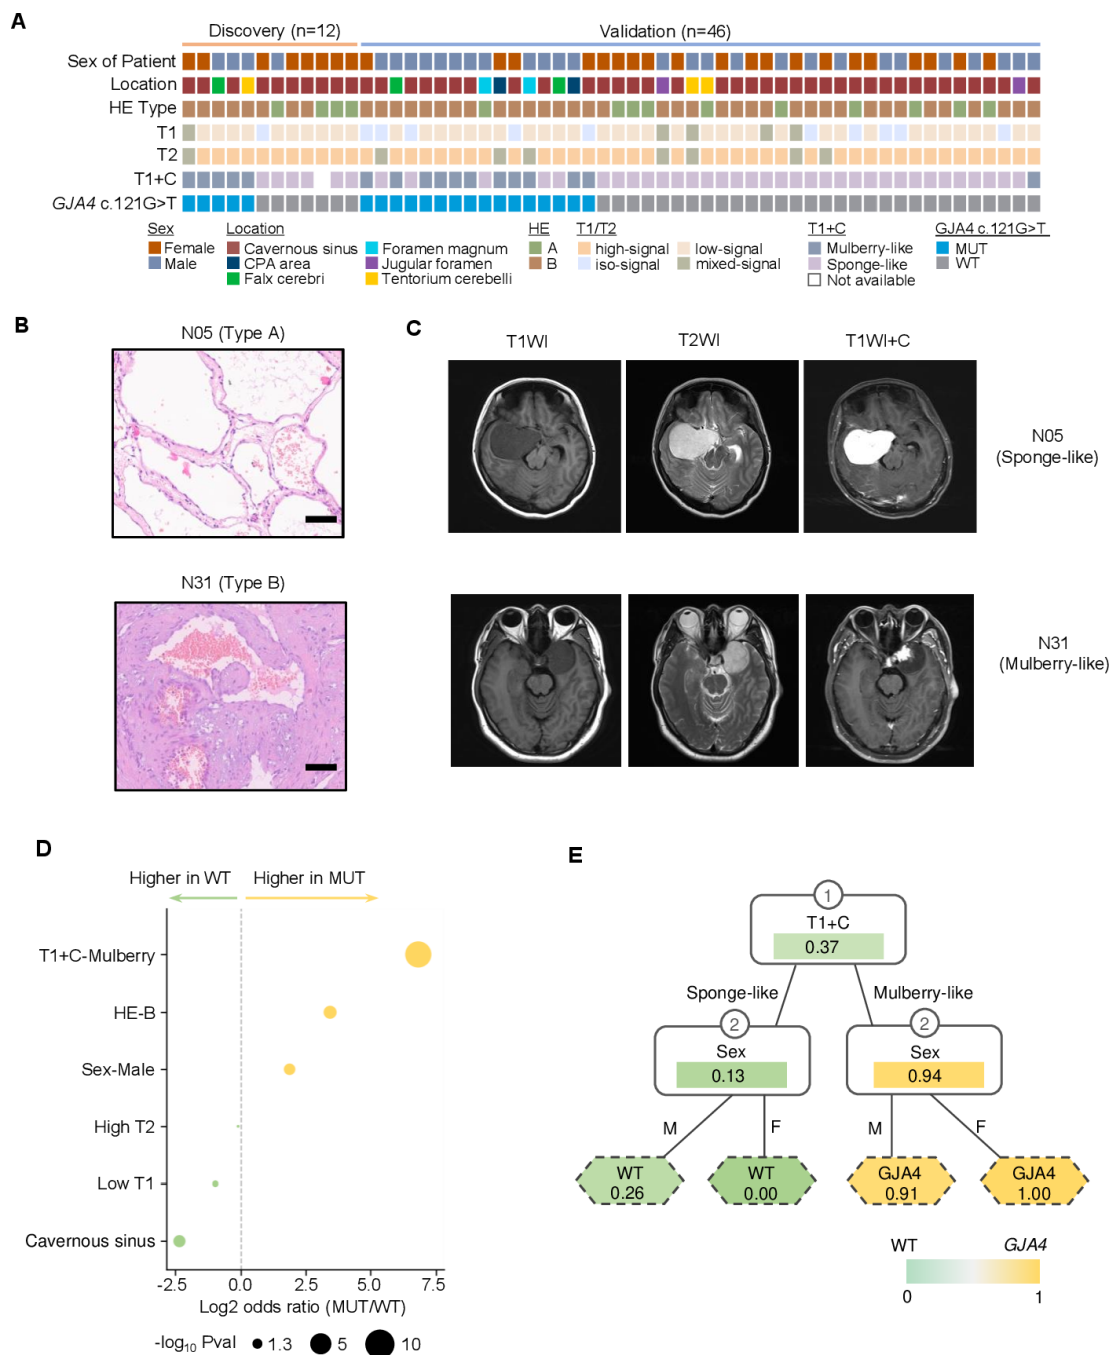 A
Discovery (n=12)
Validation (n=46)
Sex of Patient
Location
HE Type
T1
T2
T1+C
GJA4 c.121G>T
Sex
Female
Male
Location
Cavernous sinus
CPA area
Falx cerebri
Foramen magnum
Jugular foramen
Tentorium cerebelli
HE
A
B
T1/T2
high-signal
iso-signal
low-signal
mixed-signal
T1+C
Mulberry-like
Sponge-like
Not available
GJA4 c.121G>T
MUT
WT
B
N05 (Type A)
N31 (Type B)
C
T1WI
T2WI
T1WI+C
N05
(Sponge-like)
N31
(Mulberry-like)
D
Higher in WT
Higher in MUT
T1+C-Mulberry
HE-B
Sex-Male
High T2
Low T1
Cavernous sinus
-2.5 0.0 2.5 5.0 7.5
Log2 odds ratio (MUT/WT)
-log10 Pval 1.3 5 10
E
1
T1+C
0.37
Sponge-like
Mulberry-like
2
Sex
0.13
2
Sex
0.94
M
F
M
F
WT
0.26
WT
0.00
GJA4
0.91
GJA4
1.00
WT
GJA4
0
1